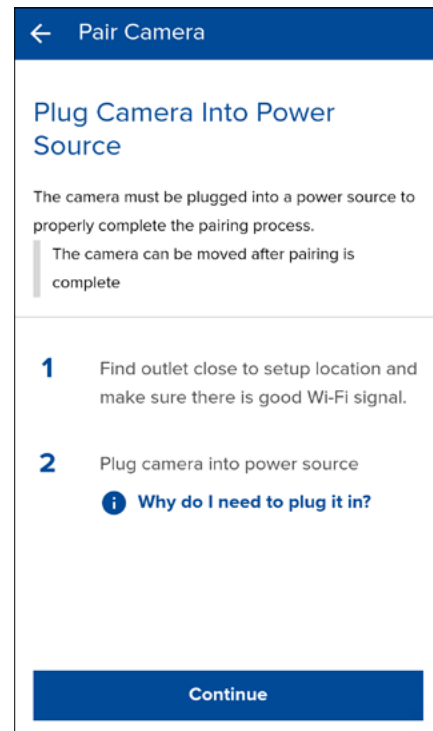 Pair Camera
Plug Camera Into Power
Source
The camera must be plugged into a power source to
properly complete the pairing process.
The camera can be moved after pairing is
complete
1 Find outlet close to setup location and
make sure there is good Wi-Fi signal.
2 Plug camera into power source
Why do I need to plug it in?
Continue